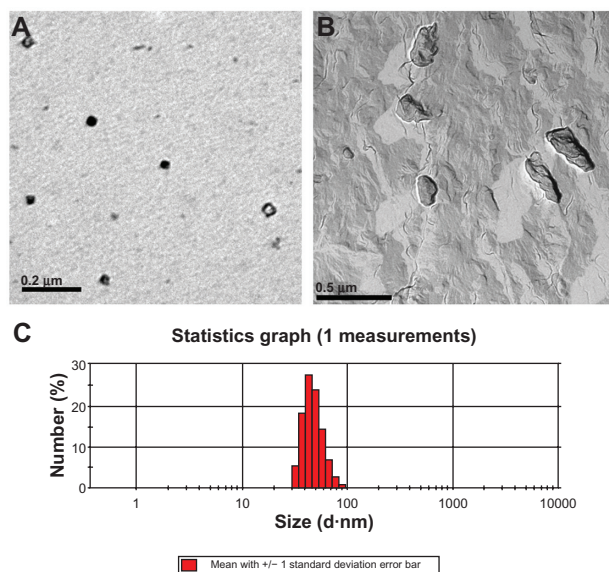 A
B
0.2 µm
0.5 µm
C
Statistics graph (1 measurements)
Number (%)
30
20
10
0
1
10
100
1000
10000
Size (d·nm)
Mean with +/− 1 standard deviation error bar